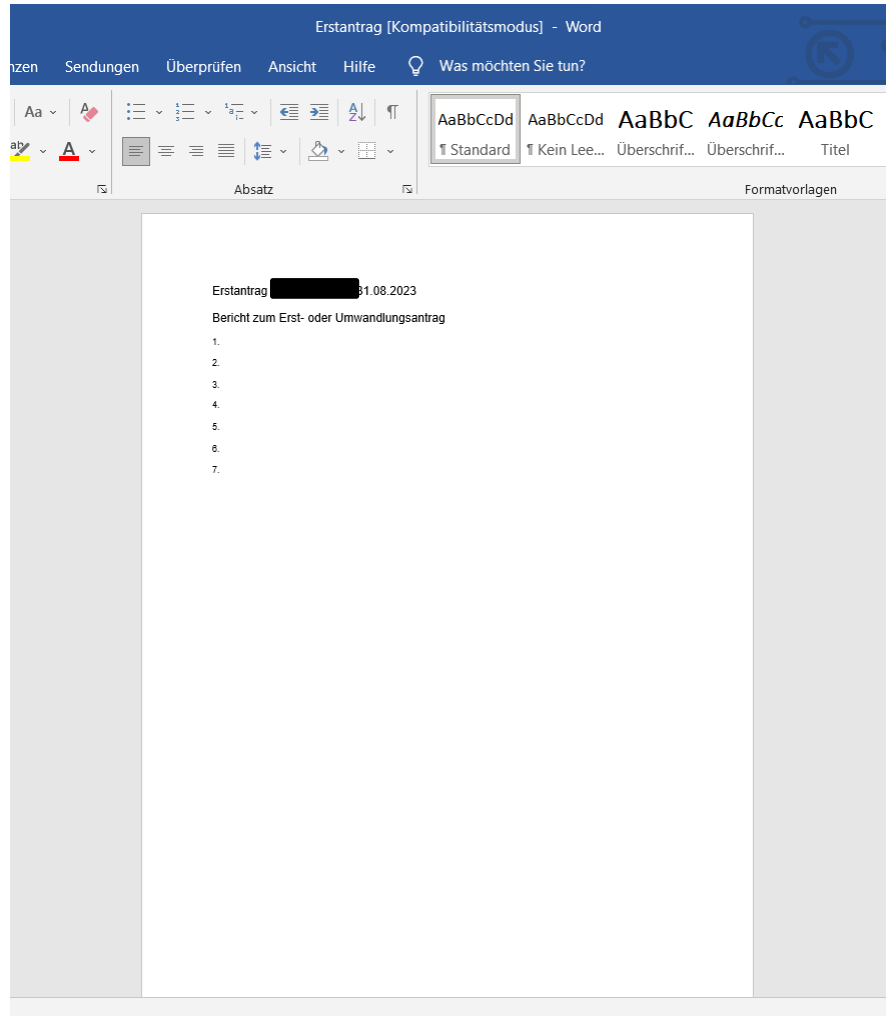 Erstantrag [Kompatibilitätsmodus] - Word
nzen Sendungen Überprüfen Ansicht Hilfe Was möchten Sie tun?
Aa
AaBbCcDd AaBbCcDd AaBbC AaBbCc AaBbC
¶ Standard ¶ Kein Lee... Überschrif... Überschrif... Titel
Absatz Formatvorlagen
Erstantrag 31.08.2023
Bericht zum Erst- oder Umwandlungsantrag
1.
2.
3.
4.
5.
6.
7.